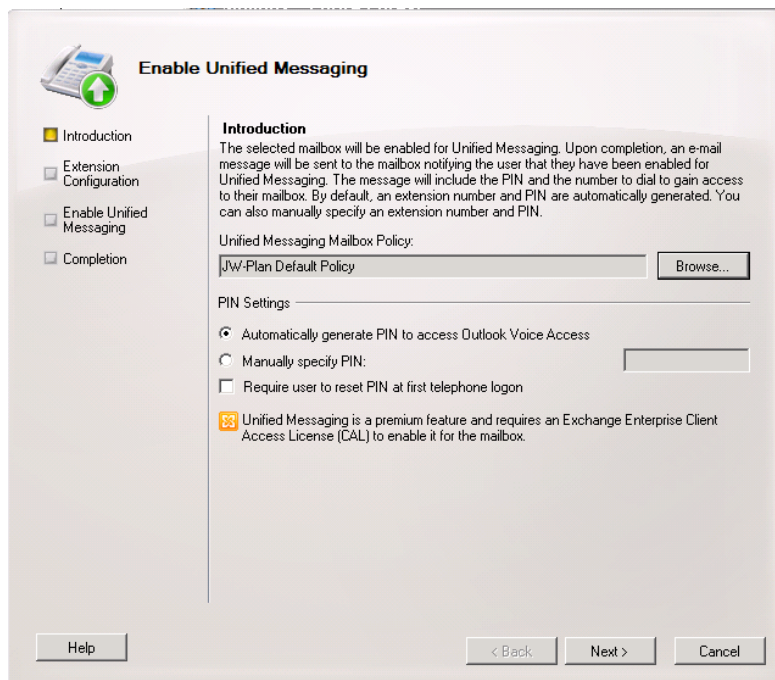 Enable Unified Messaging
Introduction
Extension
Configuration
Enable Unified
Messaging
Completion
Introduction
The selected mailbox will be enabled for Unified Messaging. Upon completion, an e-mail
message will be sent to the mailbox notifying the user that they have been enabled for
Unified Messaging. The message will include the PIN and the number to dial to gain access
to their mailbox. By default, an extension number and PIN are automatically generated. You
can also manually specify an extension number and PIN.
Unified Messaging Mailbox Policy:
JW-Plan Default Policy
Browse...
PIN Settings
Automatically generate PIN to access Outlook Voice Access
Manually specify PIN:
Require user to reset PIN at first telephone logon
Unified Messaging is a premium feature and requires an Exchange Enterprise Client
Access License (CAL) to enable it for the mailbox.
Help
< Back
Next >
Cancel